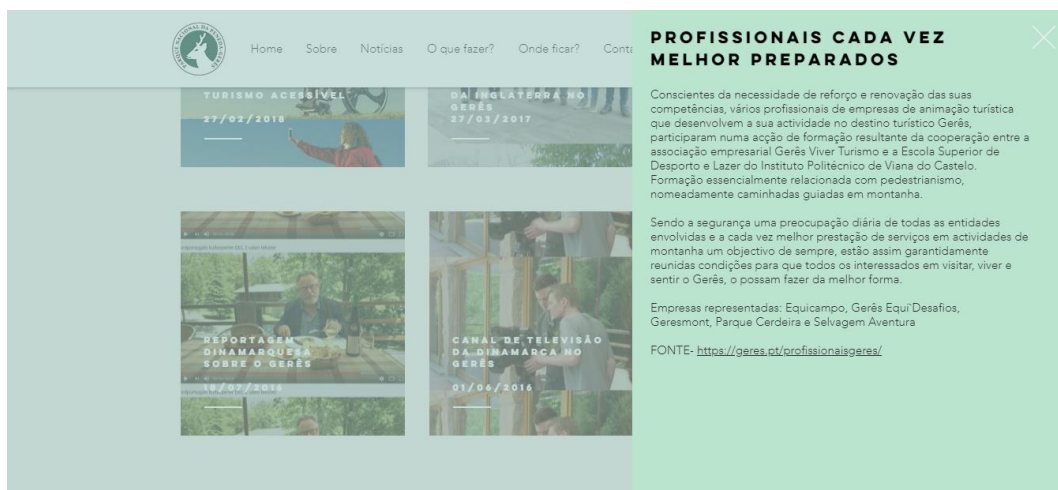 PARQUE NACIONAL DA PENEDA-GERÊS
Home Sobre Notícias O que fazer? Onde ficar?
TURISMO ACESSÍVEL
27/02/2018
DA INGLATERRA NO
GERÊS
27/03/2017
REPORTAGEM
DINAMARQUESA
SOBRE O GERÊS
15/07/2016
CANAL DE TELEVISÃO
DA DINAMARCA NO
GERÊS
01/06/2016
PROFISSIONAIS CADA VEZ
MELHOR PREPARADOS
Conscientes da necessidade de reforço e renovação das suas
competências, vários profissionais de empresas de animação turística
que desenvolvem a sua actividade no destino turístico Gerês,
participaram numa acção de formação resultante da cooperação entre a
associação empresarial Gerês Viver Turismo e a Escola Superior de
Desporto e Lazer do Instituto Politécnico de Viana do Castelo.
Formação essencialmente relacionada com pedestrianismo,
nomeadamente caminhadas guiadas em montanha.
Sendo a segurança uma preocupação diária de todas as entidades
envolvidas e a cada vez melhor prestação de serviços em actividades de
montanha um objectivo de sempre, estão assim garantidamente
reunidas condições para que todos os interessados em visitar, viver e
sentir o Gerês, o possam fazer da melhor forma.
Empresas representadas: Equicampo, Gerês Equi'Desafios,
Geresmont, Parque Cerdeira e Selvagem Aventura
FONTE- https://geres.pt/profissionaisgeres/